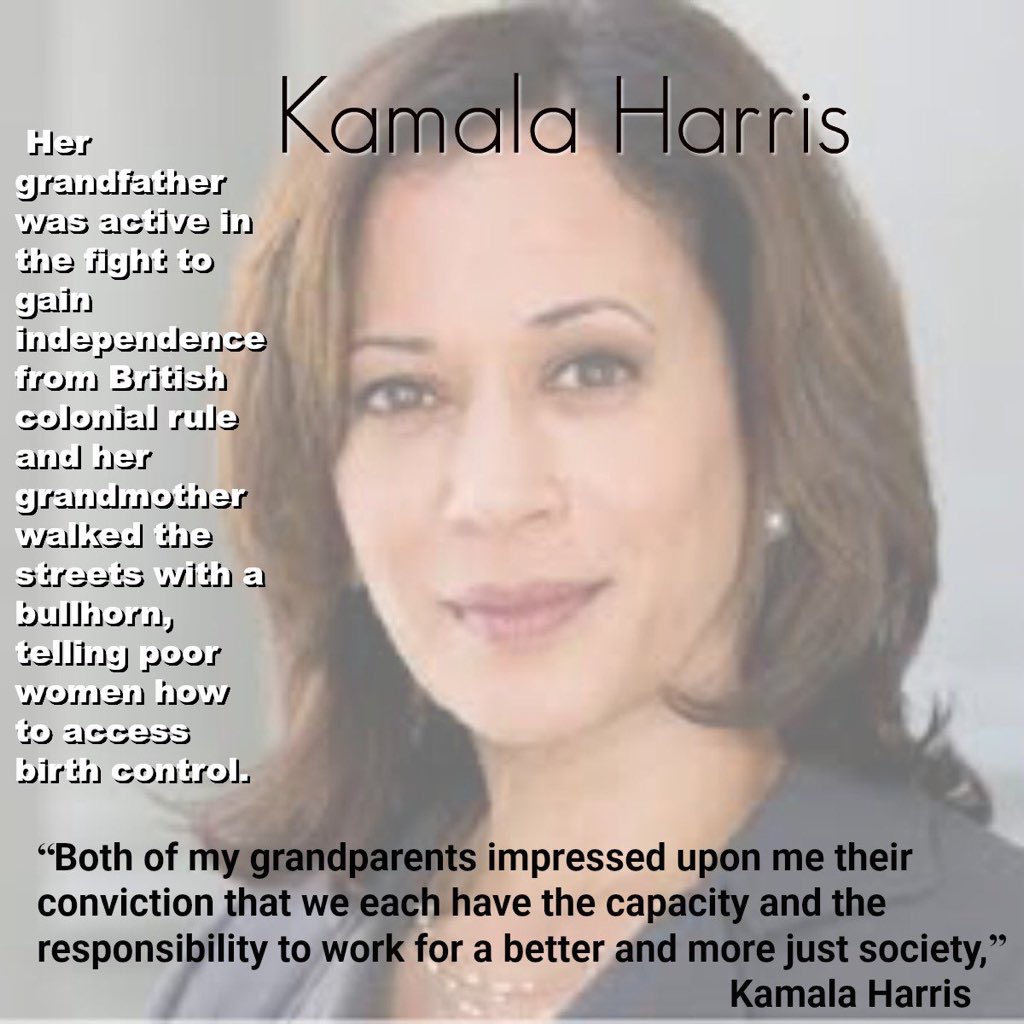 Kamala Harris
Her
grandfather
was active in
the fight to
gain
independence
from British
colonial rule
and her
grandmother
walked the
streets with a
bullhorn,
telling poor
women how
to access
birth control.
“Both of my grandparents impressed upon me their
conviction that we each have the capacity and the
responsibility to work for a better and more just society,”
Kamala Harris